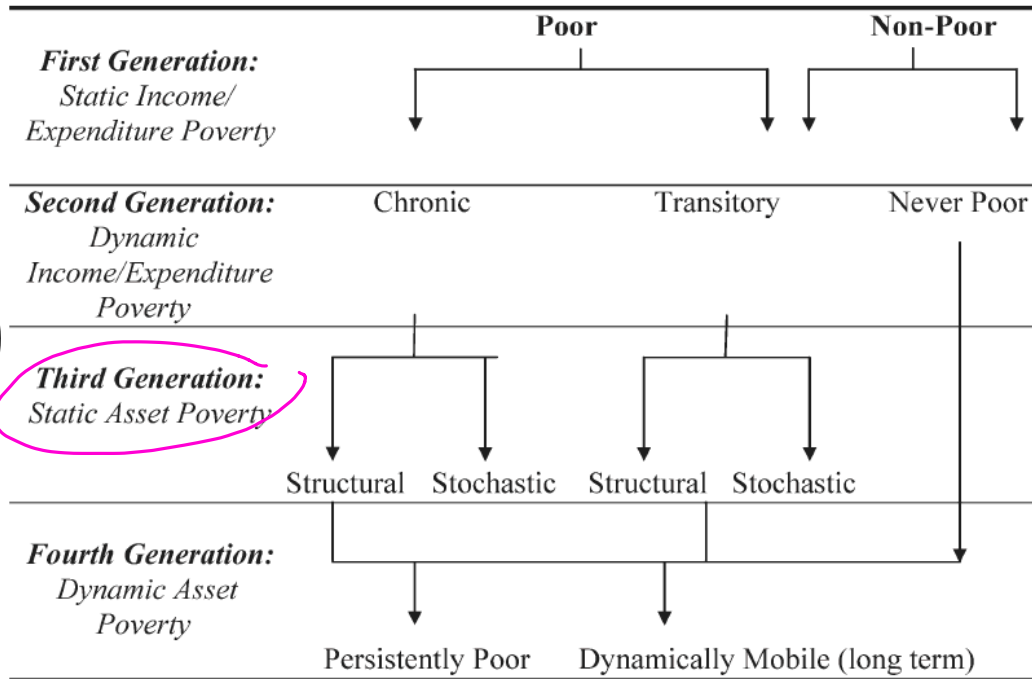 Poor
Non-Poor
First Generation:
Static Income/
Expenditure Poverty
Second Generation:
Dynamic
Income/Expenditure
Poverty
Chronic
Transitory
Never Poor
Third Generation:
Static Asset Poverty
Structural
Stochastic
Structural
Stochastic
Fourth Generation:
Dynamic Asset
Poverty
Persistently Poor
Dynamically Mobile (long term)